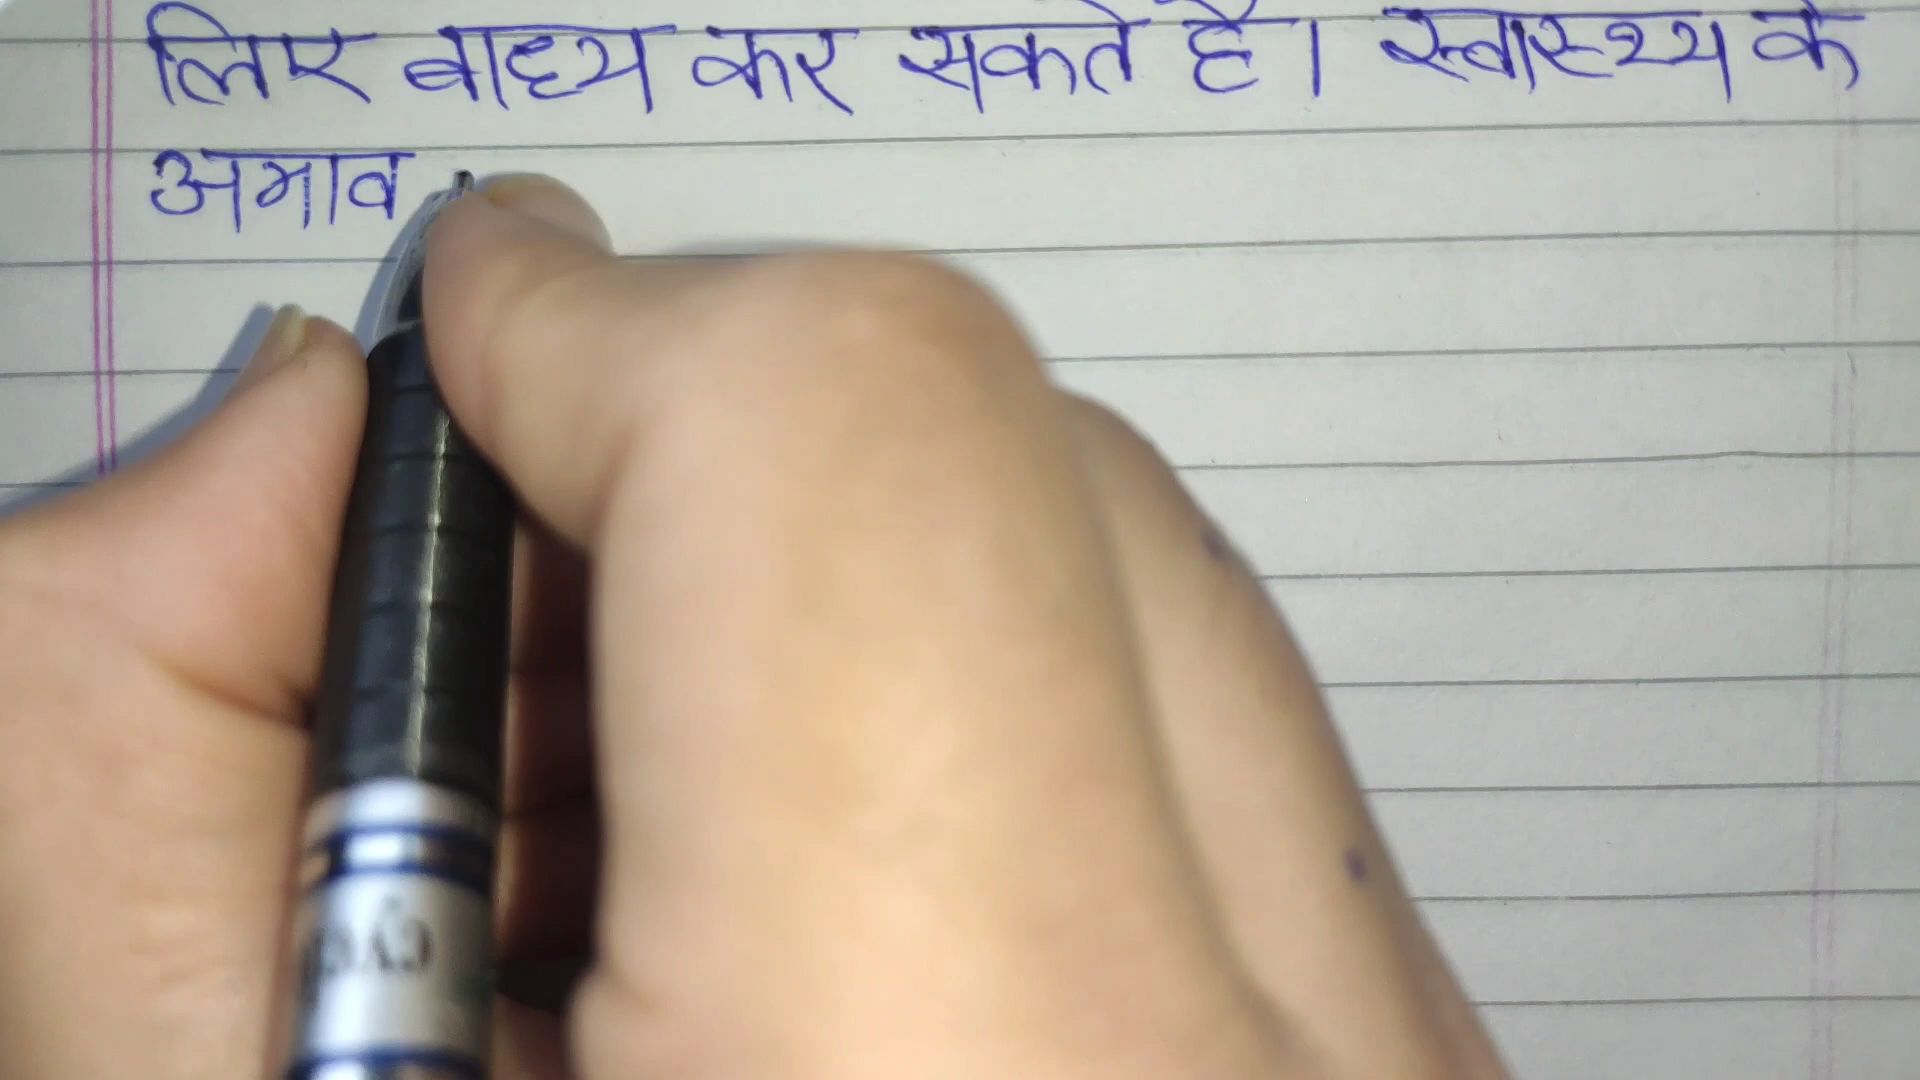 लिए बाध्य कर सकते है। स्वास्थ्य के
अभाव